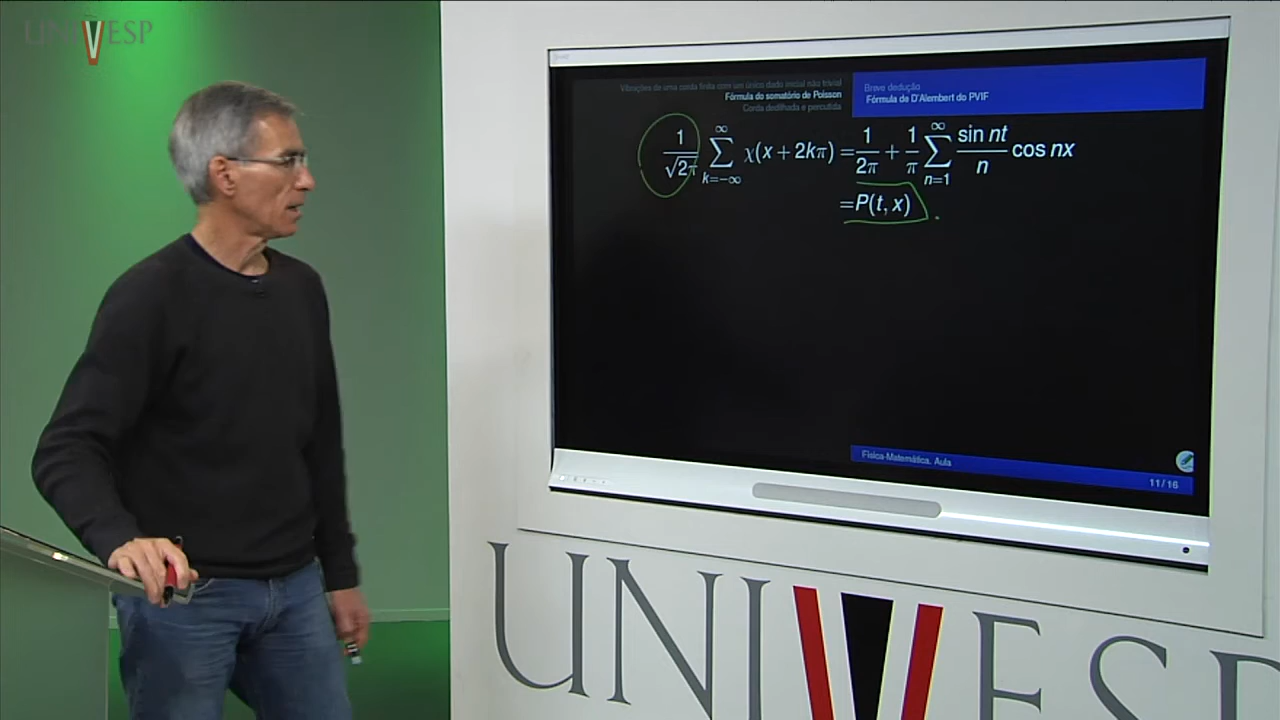 UNIVESP
Vibrações de uma corda finita com um único dado inicial não trivial
Fórmula do somatório de Poisson
Corda dedilhada e percutida
Breve dedução
Fórmula de D'Alembert do PVIF
1/√2π ∑_{k=−∞}^{∞} χ(x + 2kπ) = 1/2π + 1/π ∑_{n=1}^{∞} sin nt/n cos nx
=P(t, x)
Física-Matemática, Aula
11/16
UNIVESP